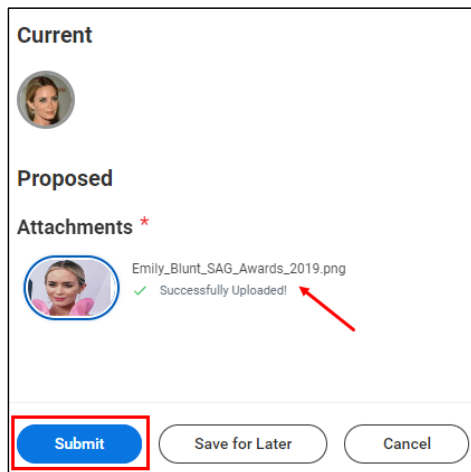 Current
Proposed
Attachments *
Emily_Blunt_SAG_Awards_2019.png
Successfully Uploaded!
Submit
Save for Later
Cancel